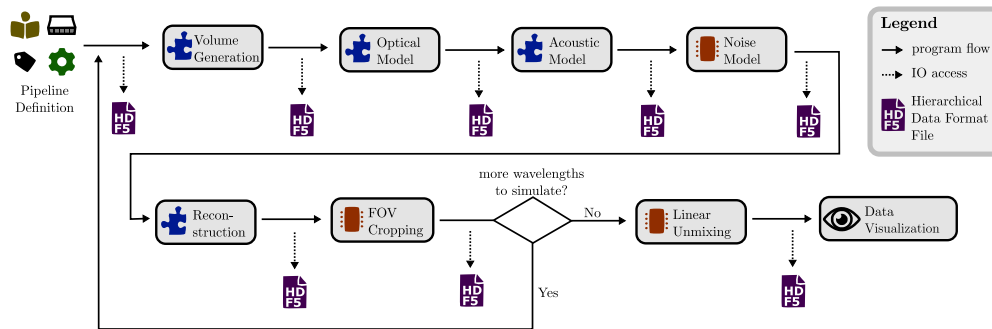 Volume
Generation
Optical
Model
Acoustic
Model
Noise
Model
Legend
program flow
IO access
Hierarchical
Data Format
File
HD
F5
Pipeline
Definition
HD
F5
HD
F5
HD
F5
HD
F5
HD
F5
more wavelengths
to simulate?
Recon-
struction
FOV
Cropping
No
Linear
Unmixing
Data
Visualization
Yes
HD
F5
HD
F5
HD
F5